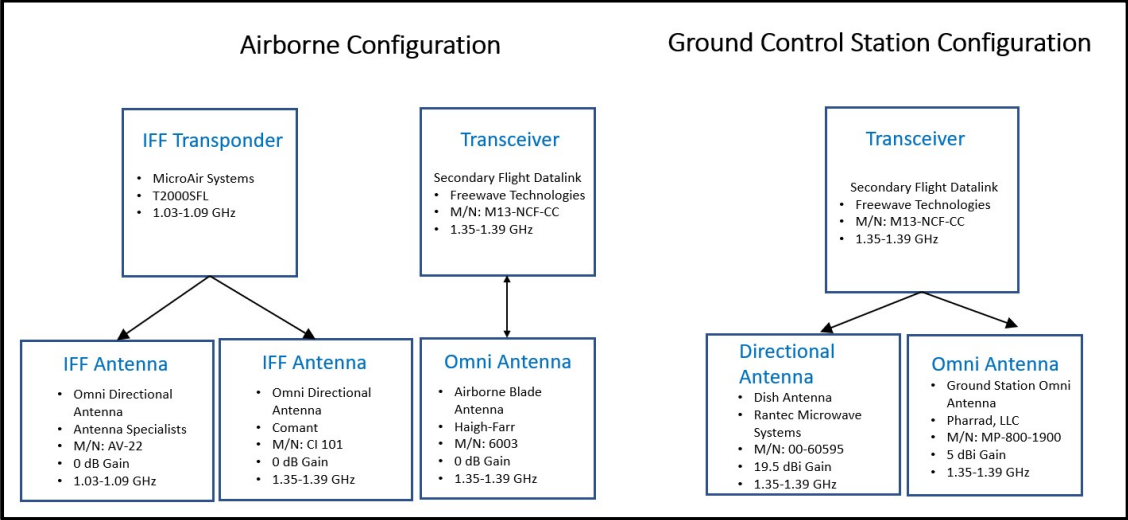 Airborne Configuration
Ground Control Station Configuration
IFF Transponder
• MicroAir Systems
• T2000SFL
• 1.03-1.09 GHz
Transceiver
Secondary Flight Datalink
• Freewave Technologies
• M/N: M13-NCF-CC
• 1.35-1.39 GHz
Transceiver
Secondary Flight Datalink
• Freewave Technologies
• M/N: M13-NCF-CC
• 1.35-1.39 GHz
IFF Antenna
• Omni Directional
Antenna
• Antenna Specialists
• M/N: AV-22
• 0 dB Gain
• 1.03-1.09 GHz
IFF Antenna
• Omni Directional
Antenna
• Comant
• M/N: CI 101
• 0 dB Gain
• 1.35-1.39 GHz
Omni Antenna
• Airborne Blade
Antenna
• Haigh-Farr
• M/N: 6003
• 0 dB Gain
• 1.35-1.39 GHz
Directional
Antenna
• Dish Antenna
• Rantec Microwave
Systems
• M/N: 00-60595
• 19.5 dBi Gain
• 1.35-1.39 GHz
Omni Antenna
• Ground Station Omni
Antenna
• Pharrad, LLC
• M/N: MP-800-1900
• 5 dBi Gain
• 1.35-1.39 GHz